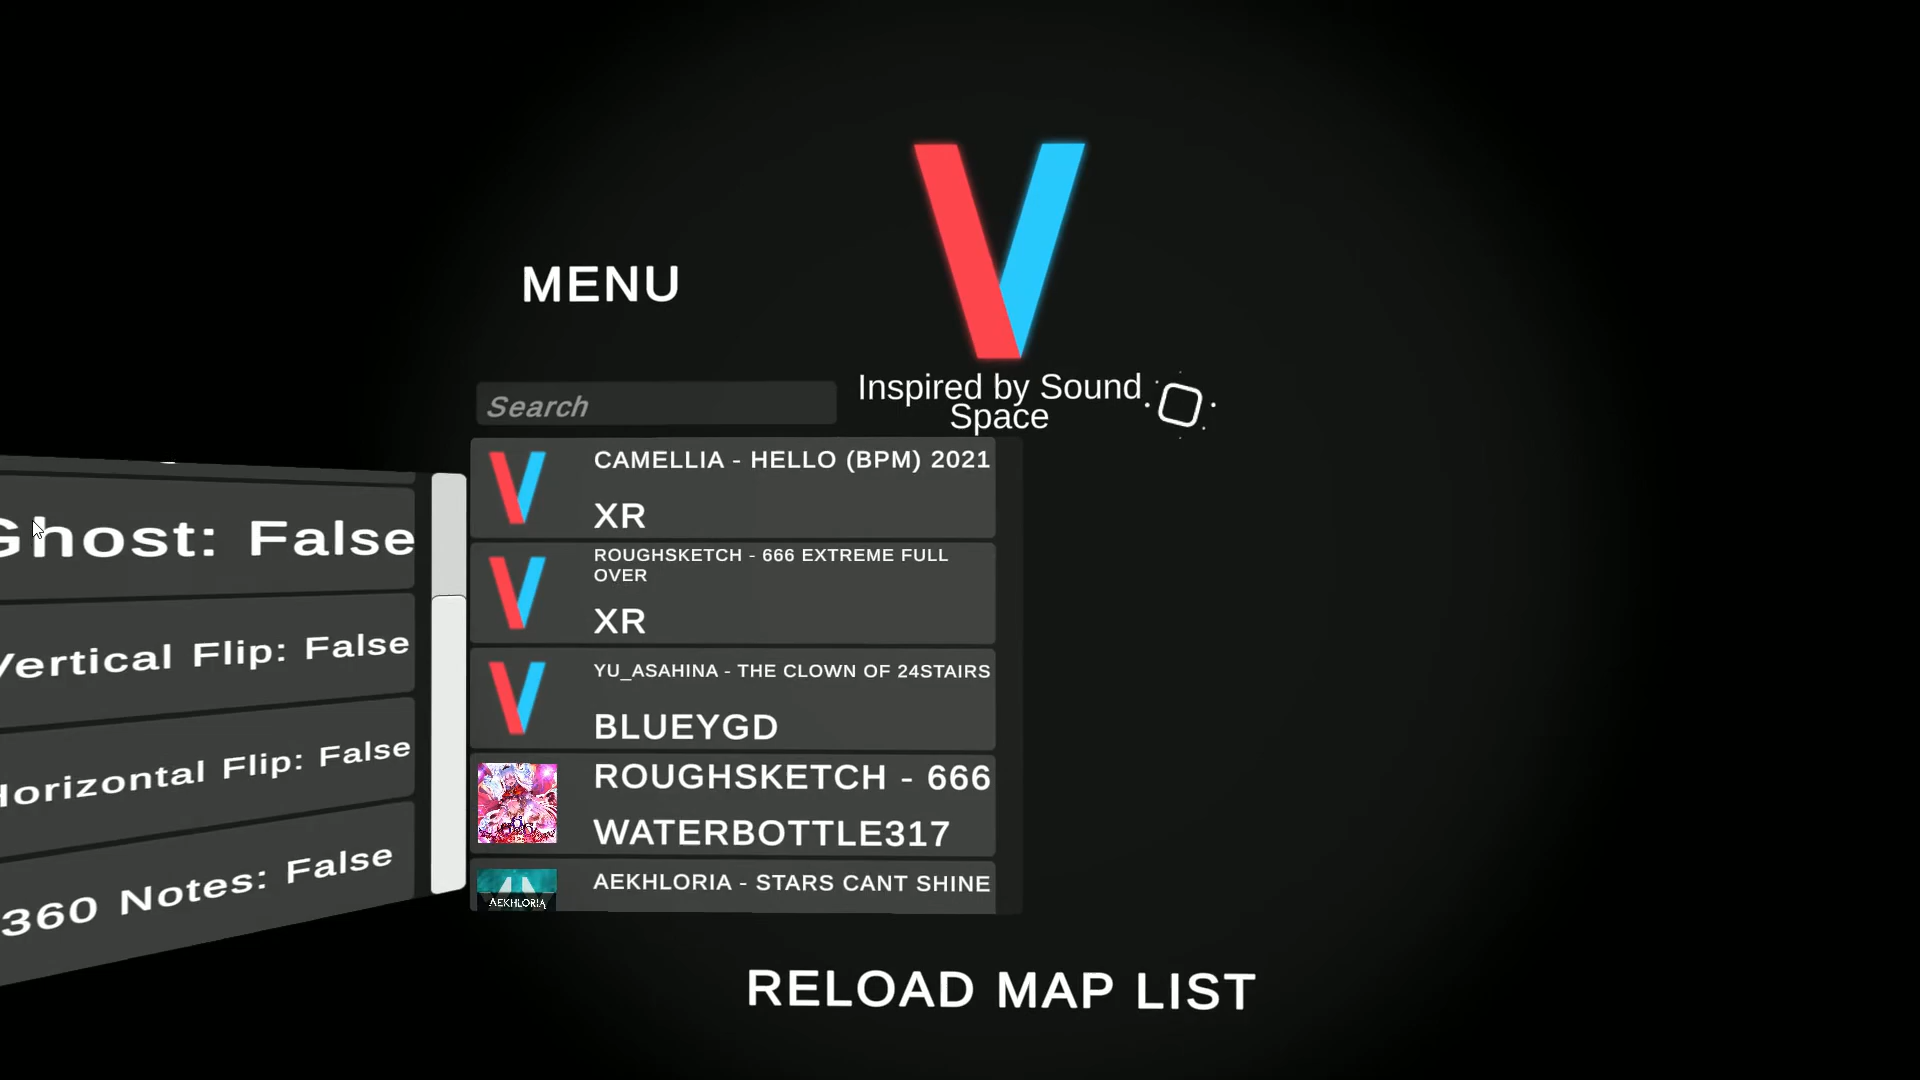 MENU
Inspired by Sound
Space
Search
Ghost: False
Vertical Flip: False
Horizontal Flip: False
360 Notes: False
CAMELLIA - HELLO (BPM) 2021
XR
ROUGHSKETCH - 666 EXTREME FULL
OVER
XR
YU_ASAHINA - THE CLOWN OF 24STAIRS
BLUEYGD
ROUGHSKETCH - 666
WATERBOTTLE317
AEKHLORIA - STARS CANT SHINE
AEKHLORIA
RELOAD MAP LIST